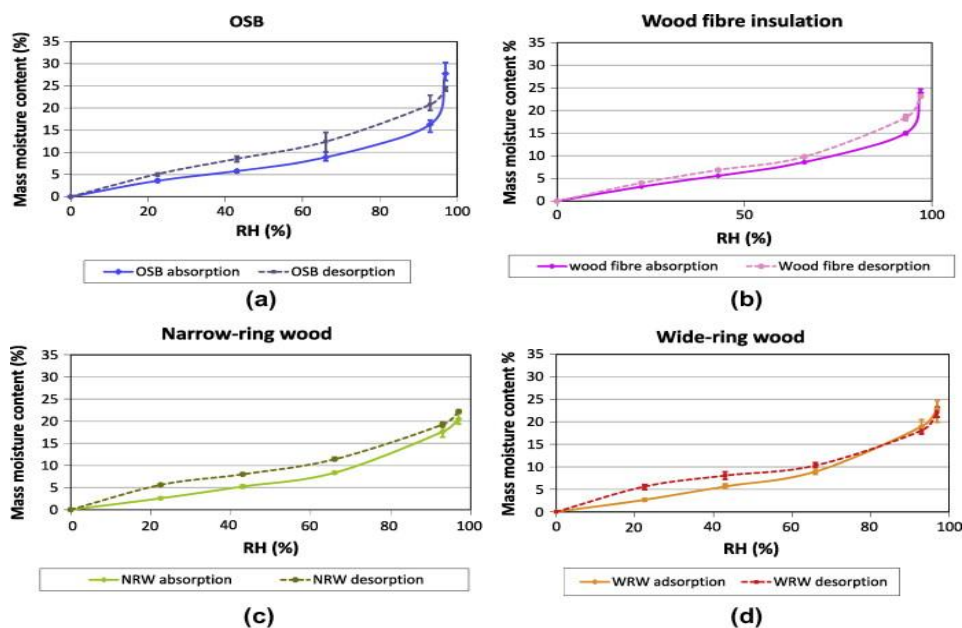 OSB
Mass moisture content (%)
35
30
25
20
15
10
5
0
0 20 40 60 80 100
RH (%)
OSB absorption OSB desorption
(a)
Wood fibre insulation
Mass moisture content %
35
30
25
20
15
10
5
0
0 50 100
RH (%)
wood fibre absorption Wood fibre desorption
(b)
Narrow-ring wood
Mass moisture content (%)
35
30
25
20
15
10
5
0
0 20 40 60 80 100
RH (%)
NRW absorption NRW desorption
(c)
Wide-ring wood
Mass moisture content %
35
30
25
20
15
10
5
0
0 20 40 60 80 100
RH (%)
WRW adsorption WRW desorption
(d)